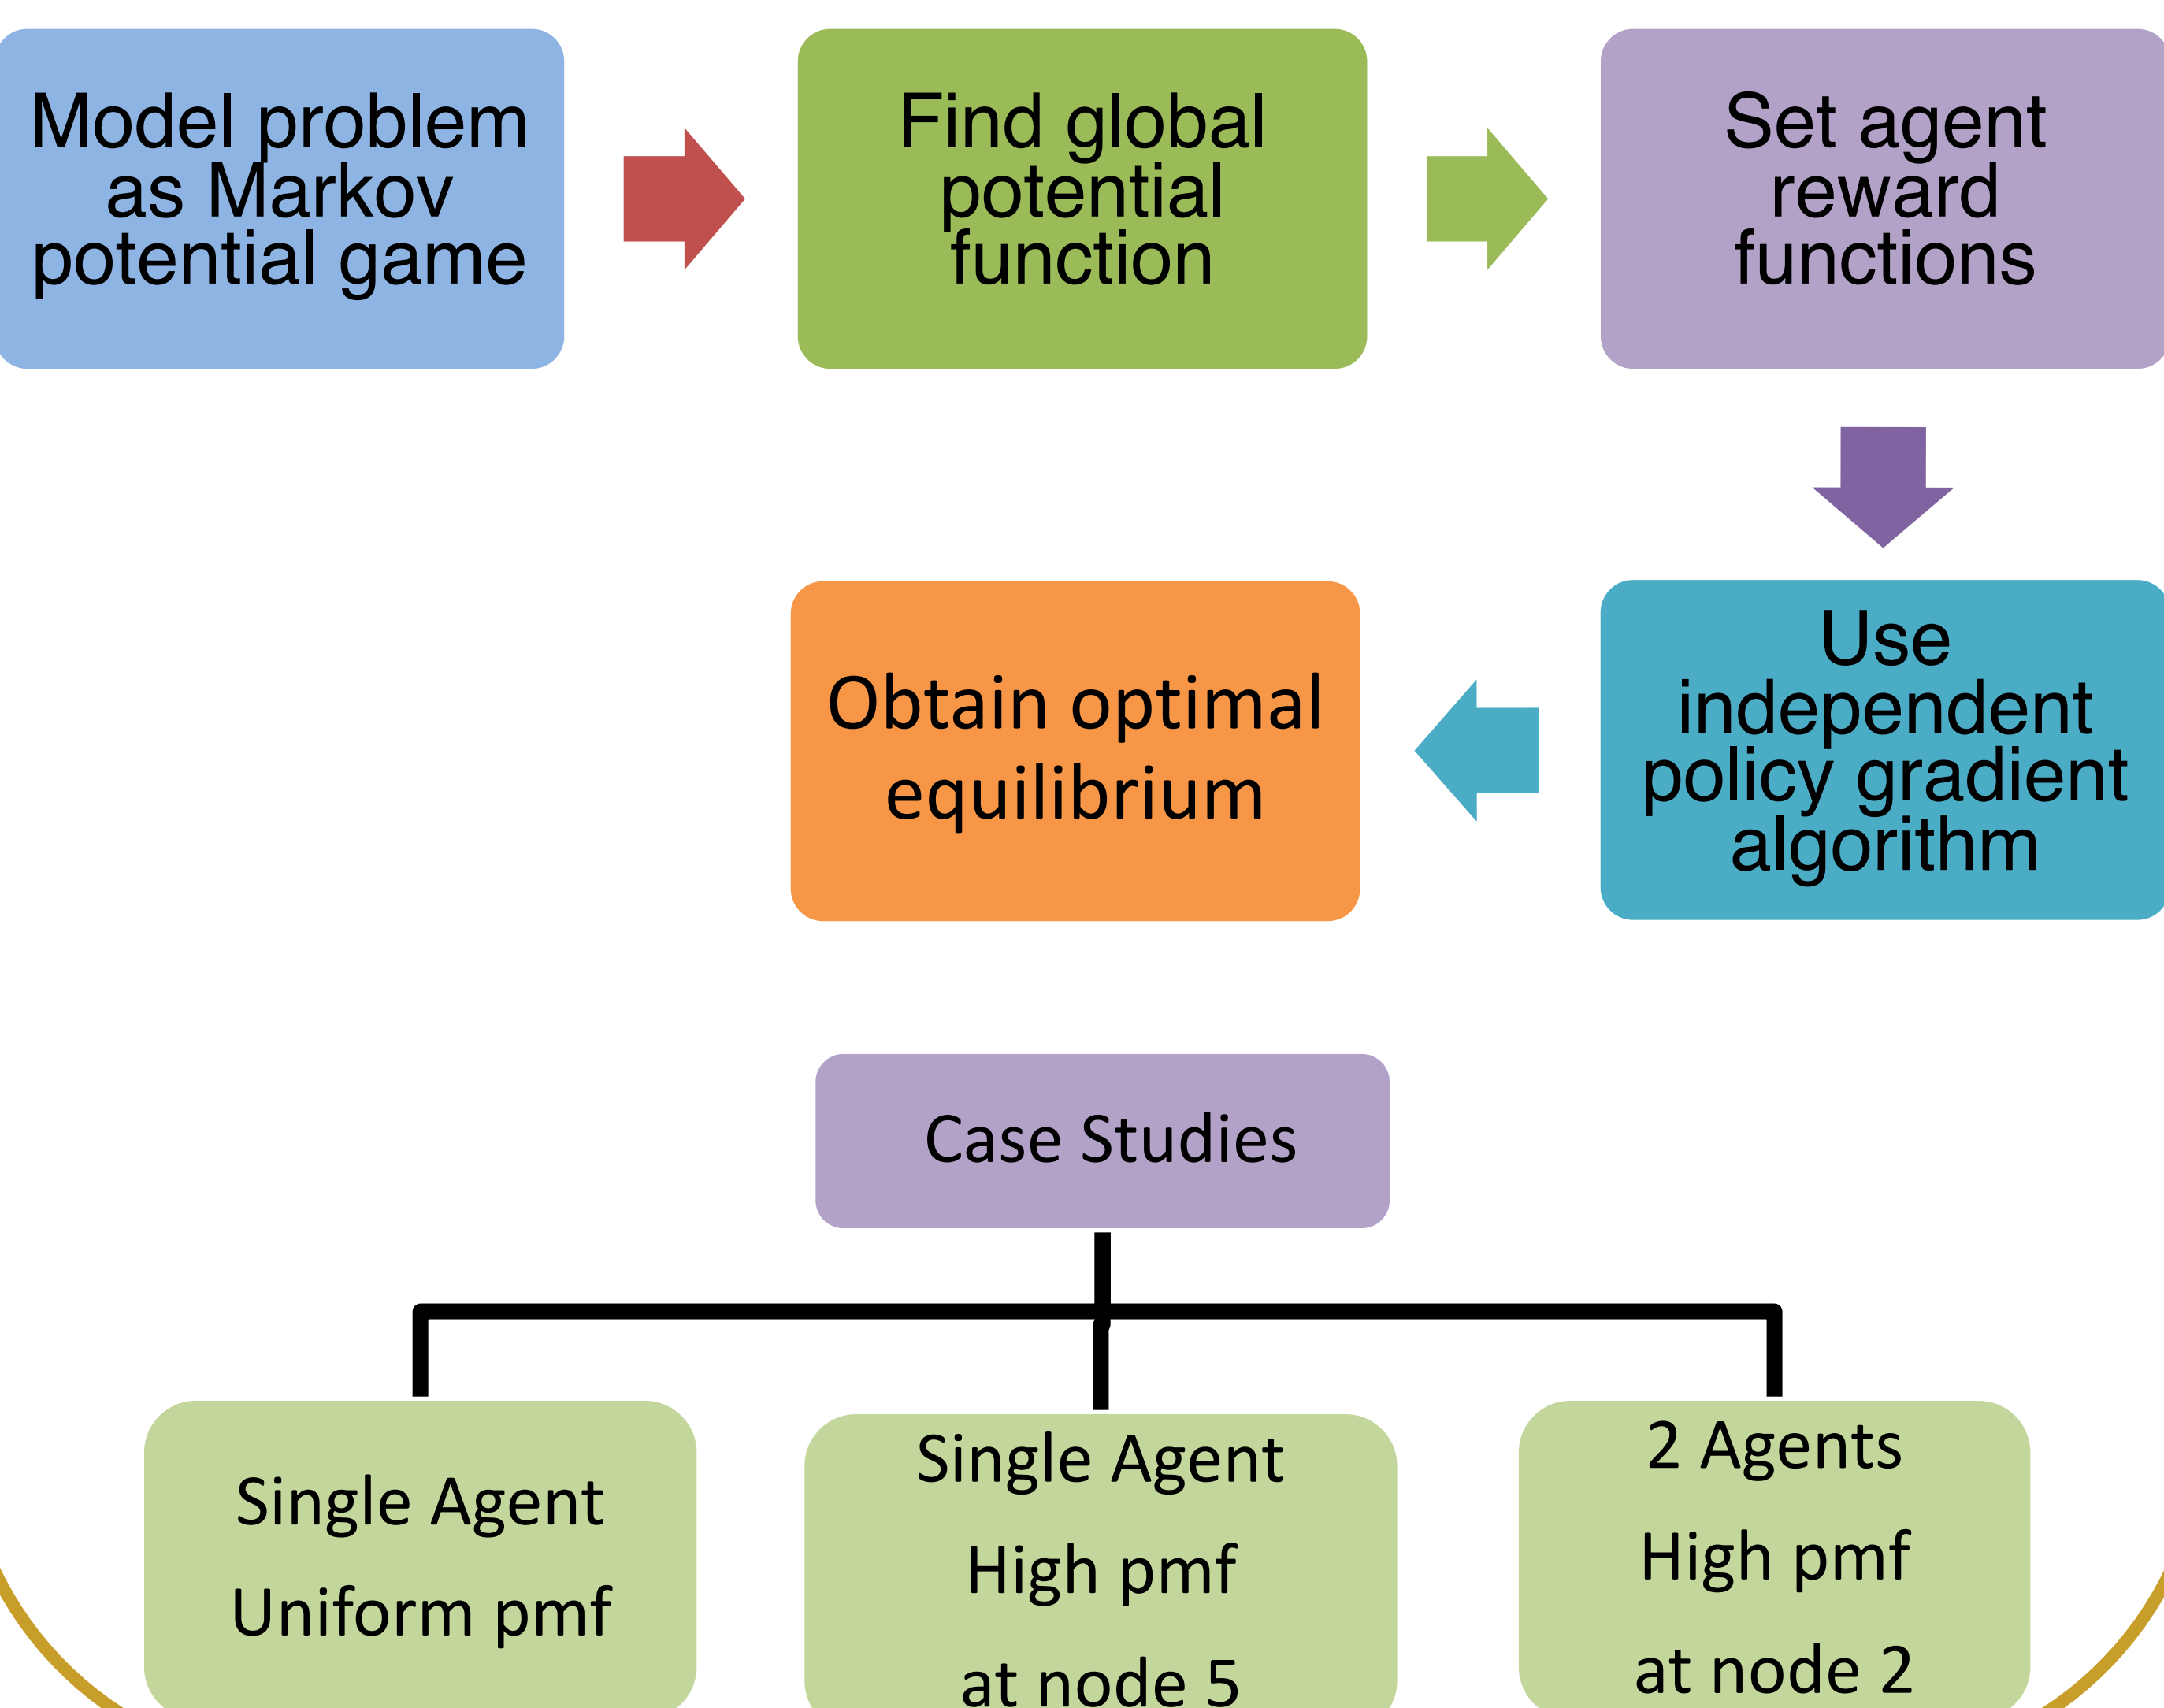 Model problem
as Markov
potential game
Find global
potential
function
Set agent
reward
functions
Use
independent
policy gradient
algorithm
Obtain optimal
equilibrium
Case Studies
Single Agent
Uniform pmf
Single Agent
High pmf
at node 5
2 Agents
High pmf
at node 2